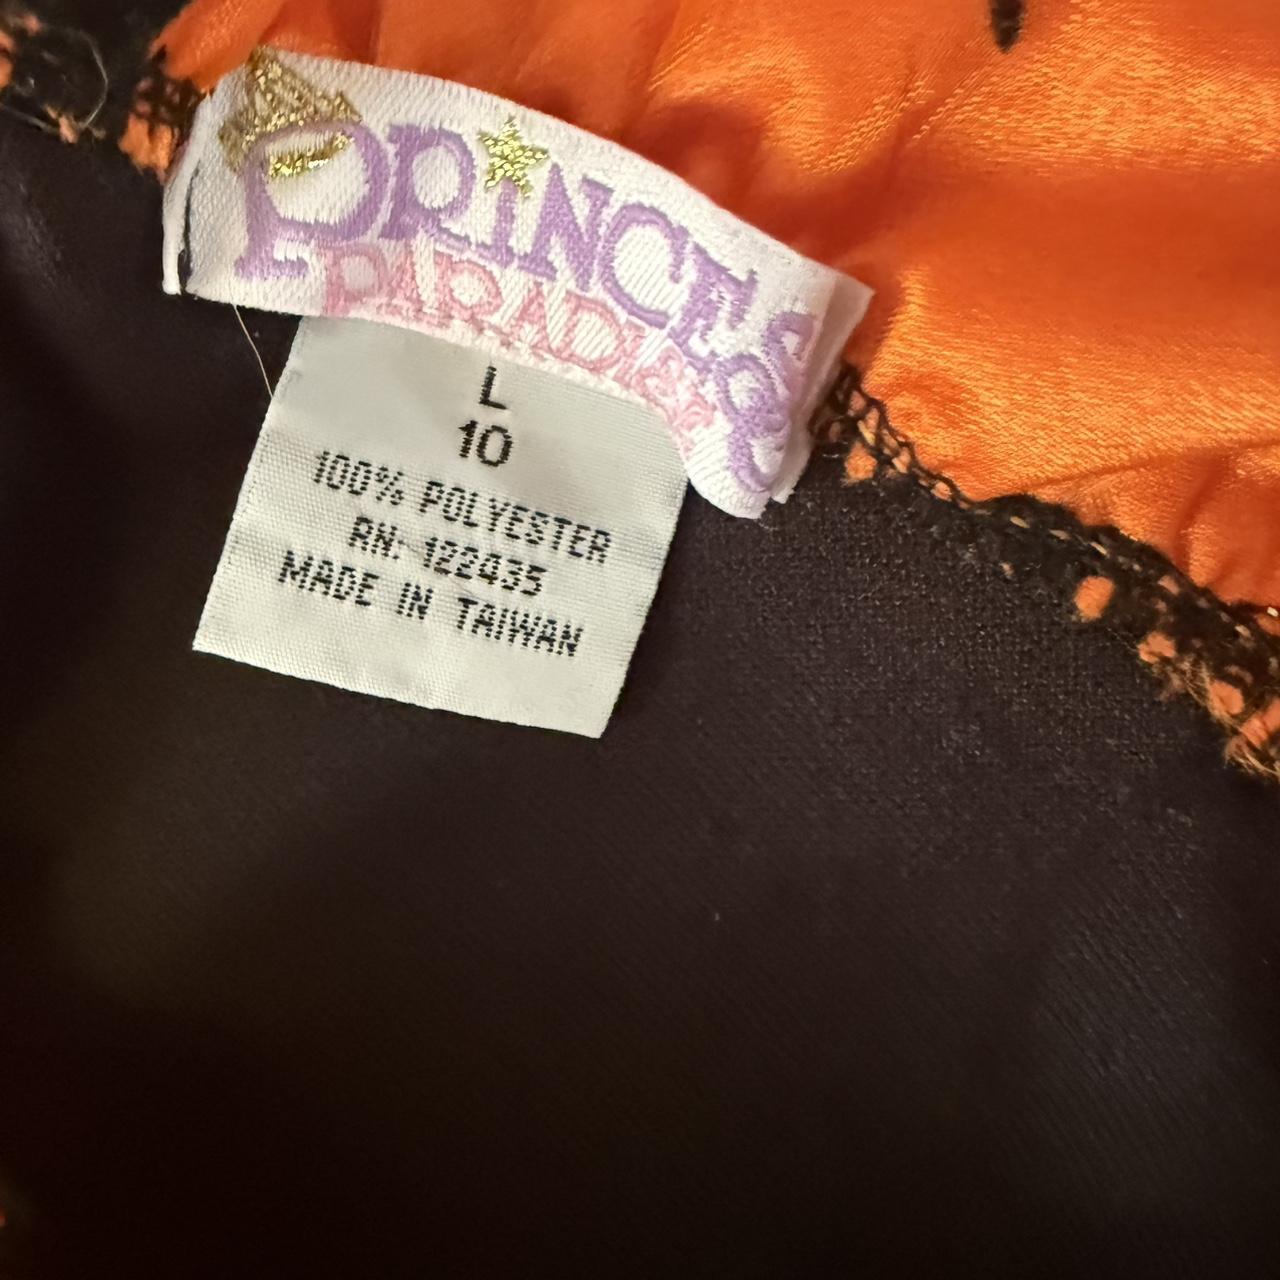 PRINCESS
PARADISE
L
10
100% POLYESTER
RN: 122435
MADE IN TAIWAN